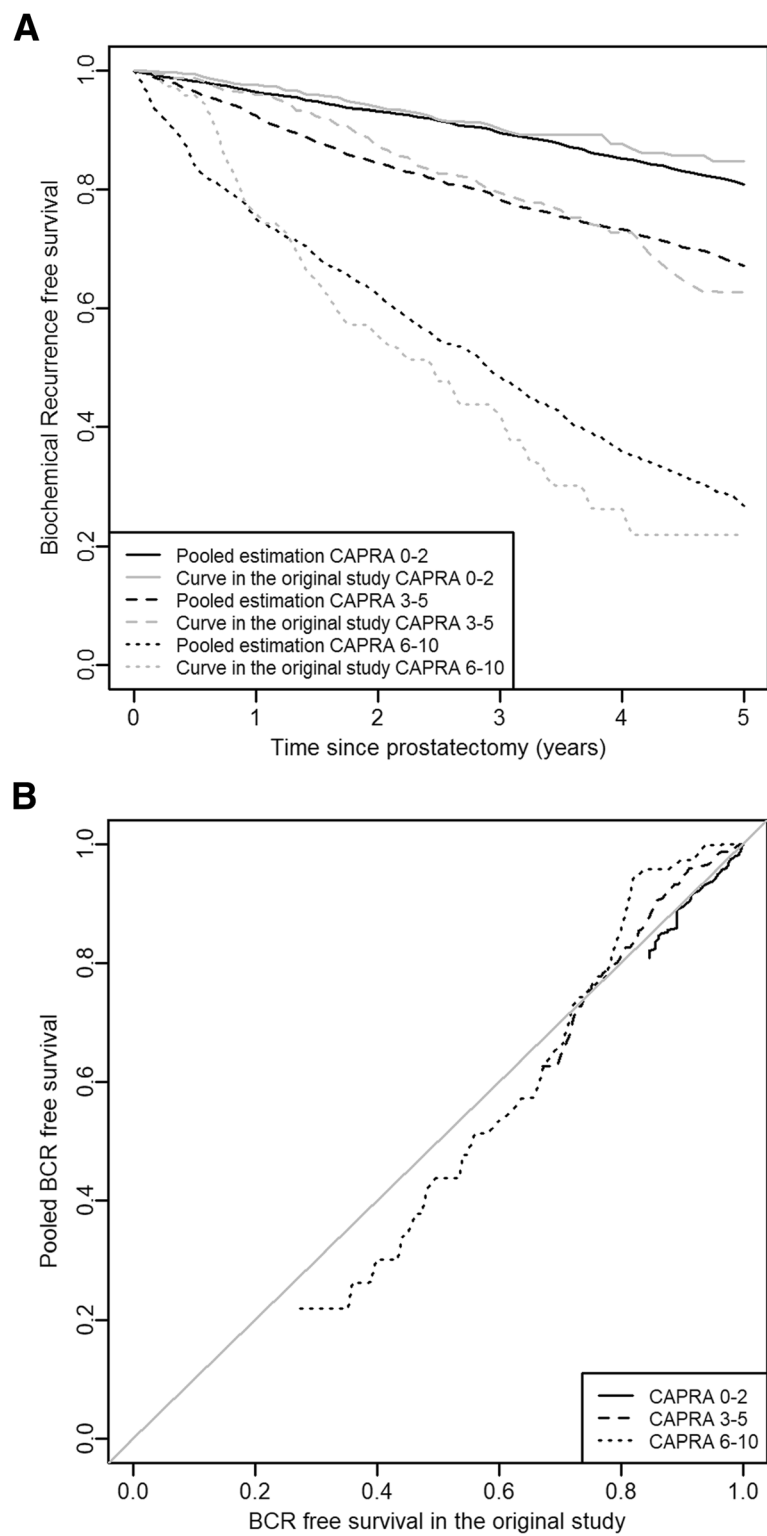 A
Biochemical Recurrence free survival
1.0
0.8
0.6
0.4
0.2
0.0
Pooled estimation CAPRA 0-2
Curve in the original study CAPRA 0-2
Pooled estimation CAPRA 3-5
Curve in the original study CAPRA 3-5
Pooled estimation CAPRA 6-10
Curve in the original study CAPRA 6-10
0 1 2 3 4 5
Time since prostatectomy (years)
B
Pooled BCR free survival
1.0
0.8
0.6
0.4
0.2
0.0
CAPRA 0-2
CAPRA 3-5
CAPRA 6-10
0.0 0.2 0.4 0.6 0.8 1.0
BCR free survival in the original study